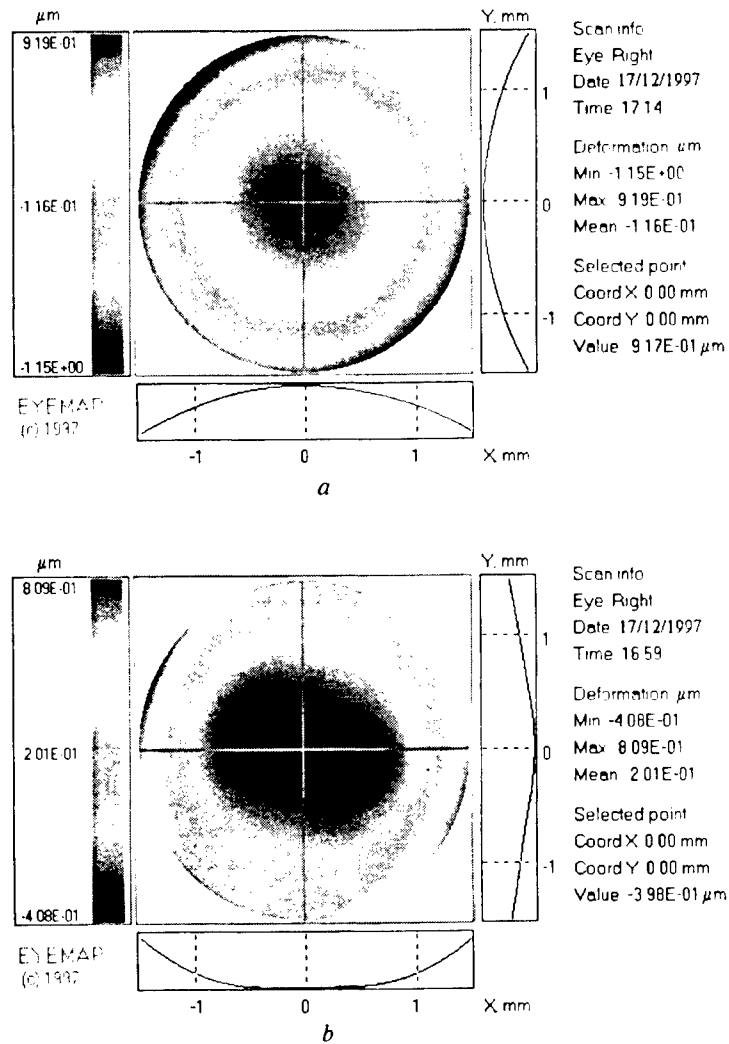 μm
9 19E-01
-1 16E-01
-1.15E+00
EYEMAP
(c) 1997
Y, mm
1
0
-1
-1 0 1 X, mm
Scan info
Eye Right
Date 17/12/1997
Time 17 14
Deformation μm
Min -1 15E+00
Max 9 19E-01
Mean -1 16E-01
Selected point
Coord X 0 00 mm
Coord Y 0 00 mm
Value 9 17E-01 μm
a
μm
8 09E-01
2 01E-01
-4 08E-01
EYEMAP
(c) 1997
Y, mm
1
0
-1
-1 0 1 X, mm
Scan info
Eye Right
Date 17/12/1997
Time 16 59
Deformation μm
Min -4 08E-01
Max 8 09E-01
Mean 2 01E-01
Selected point
Coord X 0 00 mm
Coord Y 0 00 mm
Value -3 98E-01 μm
b